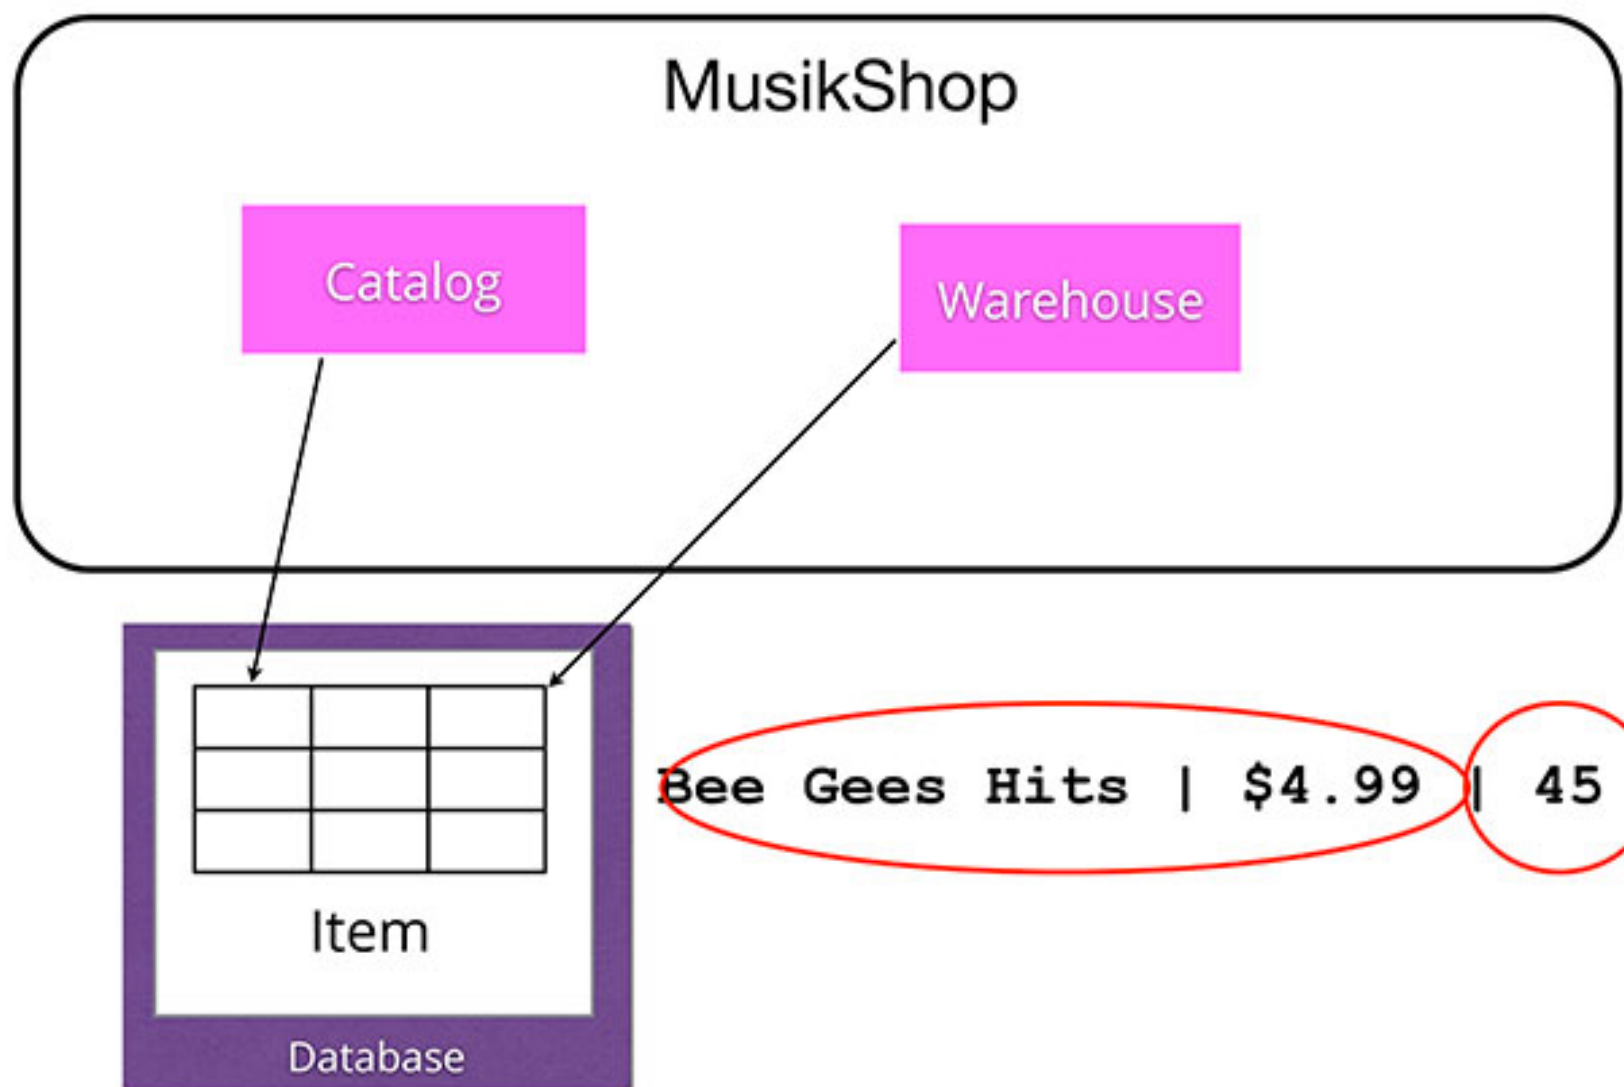 MusikShop
Catalog
Warehouse
Bee Gees Hits | $4.99 | 45
Item
Database